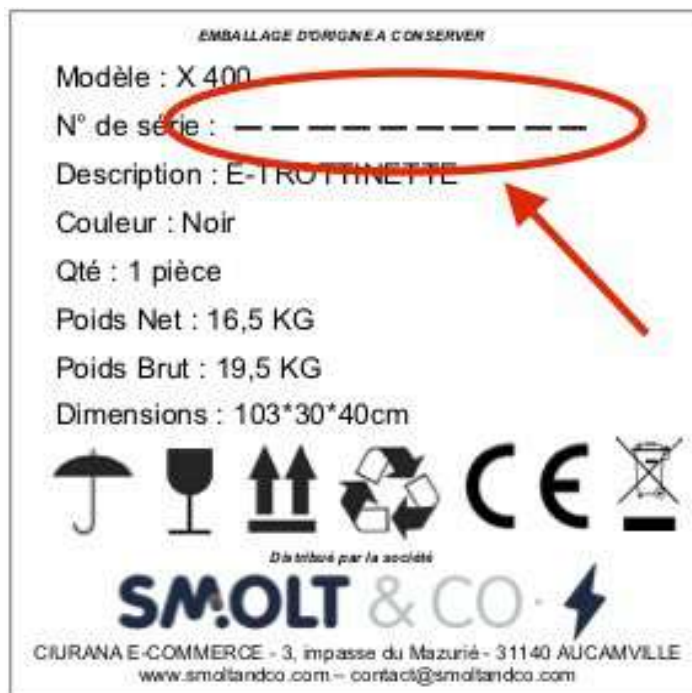 EMBALLAGE D'ORIGINE A CONSERVER
Modèle : X 400
N° de série : — — — — — — — — — —
Description : E-TROTTINETTE
Couleur : Noir
Qté : 1 pièce
Poids Net : 16,5 KG
Poids Brut : 19,5 KG
Dimensions : 103*30*40cm
CE
Distribué par la société
SMOLT & CO
CIURANA E-COMMERCE - 3, impasse du Mazurié - 31140 AUCAMVILLE
www.smoltandco.com – contact@smoltandco.com